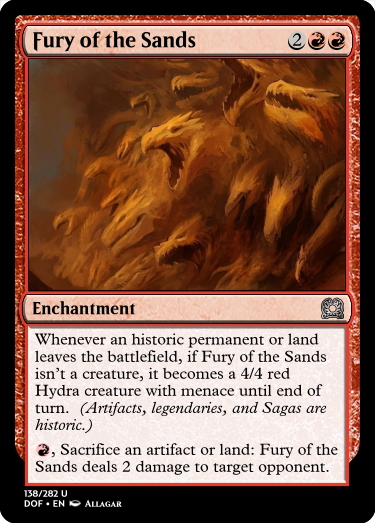 Fury of the Sands 2
Enchantment
Whenever an historic permanent or land
leaves the battlefield, if Fury of the Sands
isn't a creature, it becomes a 4/4 red
Hydra creature with menace until end of
turn. (Artifacts, legendaries, and Sagas are
historic.)
, Sacrifice an artifact or land: Fury of the
Sands deals 2 damage to target opponent.
138/282 U
DOF • EN ALLAGAR